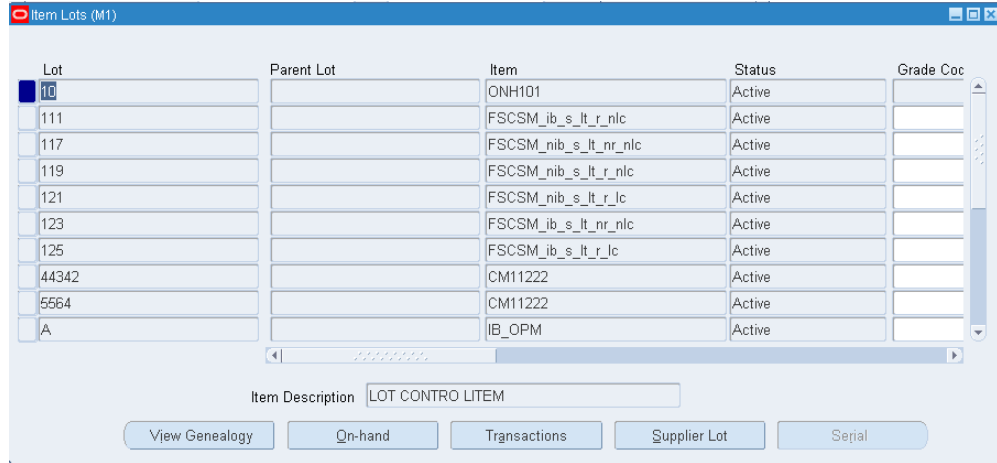 Item Lots (M1)
Lot Parent Lot Item Status Grade Coc
10 ONH101 Active
111 FSCSM_ib_s_lt_r_nlc Active
117 FSCSM_nib_s_lt_nr_nlc Active
119 FSCSM_nib_s_lt_r_nlc Active
121 FSCSM_nib_s_lt_r_lc Active
123 FSCSM_ib_s_lt_nr_nlc Active
125 FSCSM_ib_s_lt_r_lc Active
44342 CM11222 Active
5564 CM11222 Active
A IB_OPM Active
Item Description LOT CONTRO LITEM
View Genealogy On-hand Transactions Supplier Lot Serial